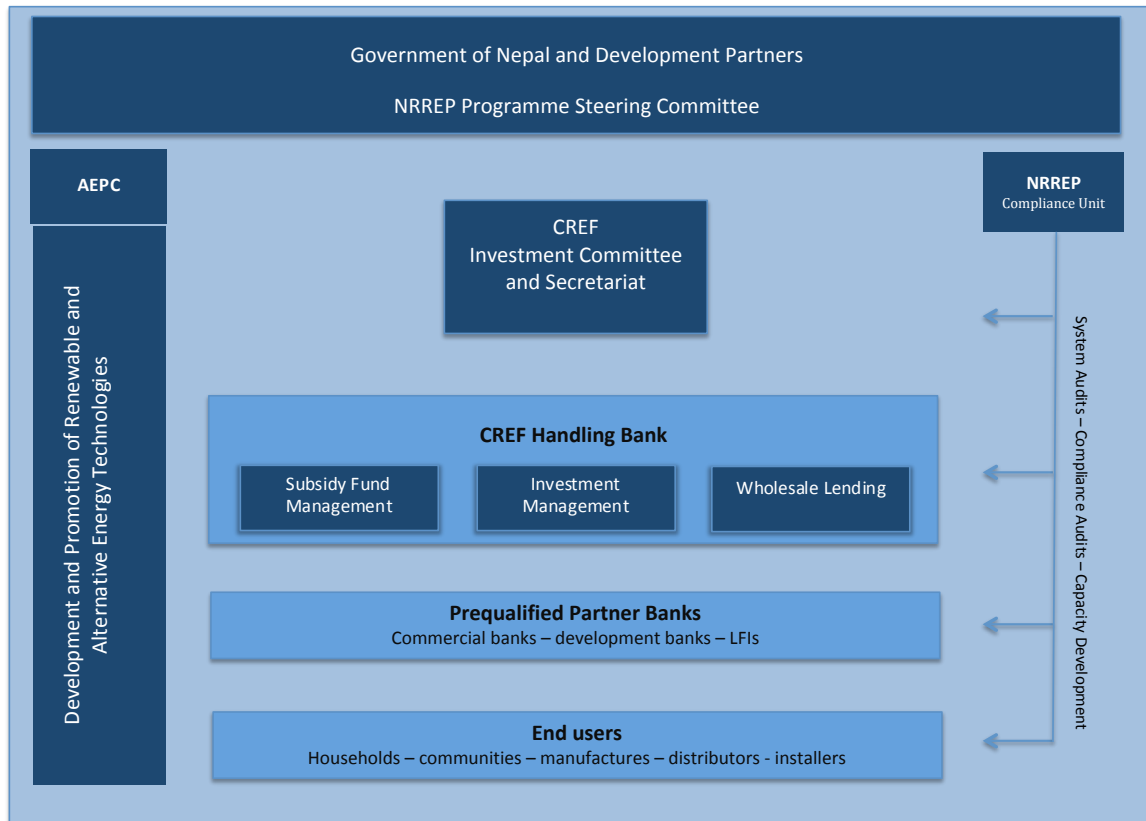 Government of Nepal and Development Partners
NRREP Programme Steering Committee
AEPC
Development and Promotion of Renewable and
Alternative Energy Technologies
CREF
Investment Committee
and Secretariat
NRREP
Compliance Unit
System Audits – Compliance Audits – Capacity Development
CREF Handling Bank
Subsidy Fund
Management
Investment
Management
Wholesale Lending
Prequalified Partner Banks
Commercial banks – development banks – LFIs
End users
Households – communities – manufactures – distributors - installers